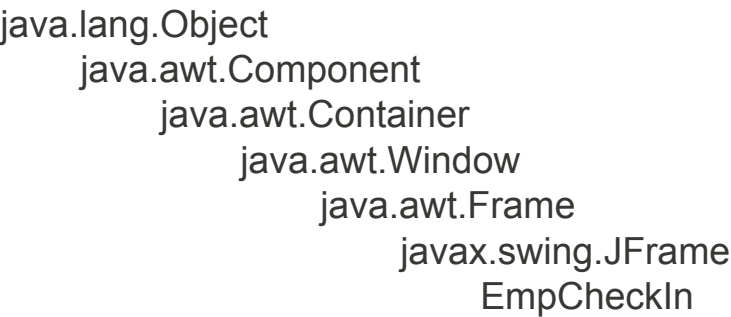 java.lang.Object
java.awt.Component
java.awt.Container
java.awt.Window
java.awt.Frame
javax.swing.JFrame
EmpCheckIn